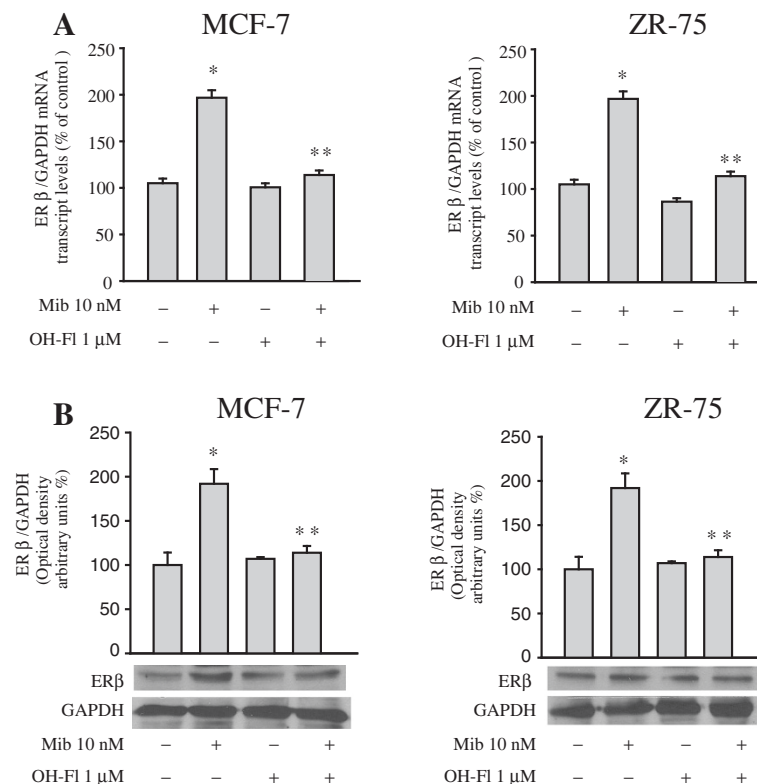 A
MCF-7
ER β/GAPDH mRNA
transcript levels (% of control )
250
200
150
100
50
0
*
**
Mib 10 nM
– + – +
OH-Fl 1 µM
– – + +
ZR-75
ER β/GAPDH mRNA
transcript levels (% of control )
250
200
150
100
50
0
*
**
Mib 10 nM
– + – +
OH-Fl 1 µM
– – + +
B
MCF-7
ER β/GAPDH
(Optical density
arbitrary units %)
250
200
150
100
50
0
*
**
ERβ
GAPDH
Mib 10 nM
– + – +
OH-Fl 1 µM
– – + +
ZR-75
ER β/GAPDH
(Optical density
arbitrary units %)
250
200
150
100
50
0
*
**
ERβ
GAPDH
Mib 10 nM
– + – +
OH-Fl 1 µM
– – + +